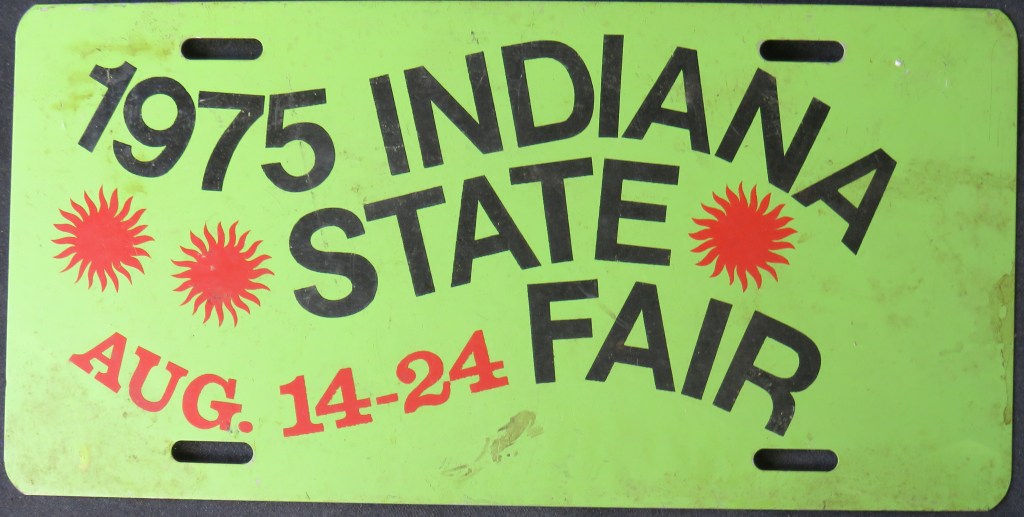 1975 INDIANA
STATE
FAIR
AUG. 14-24